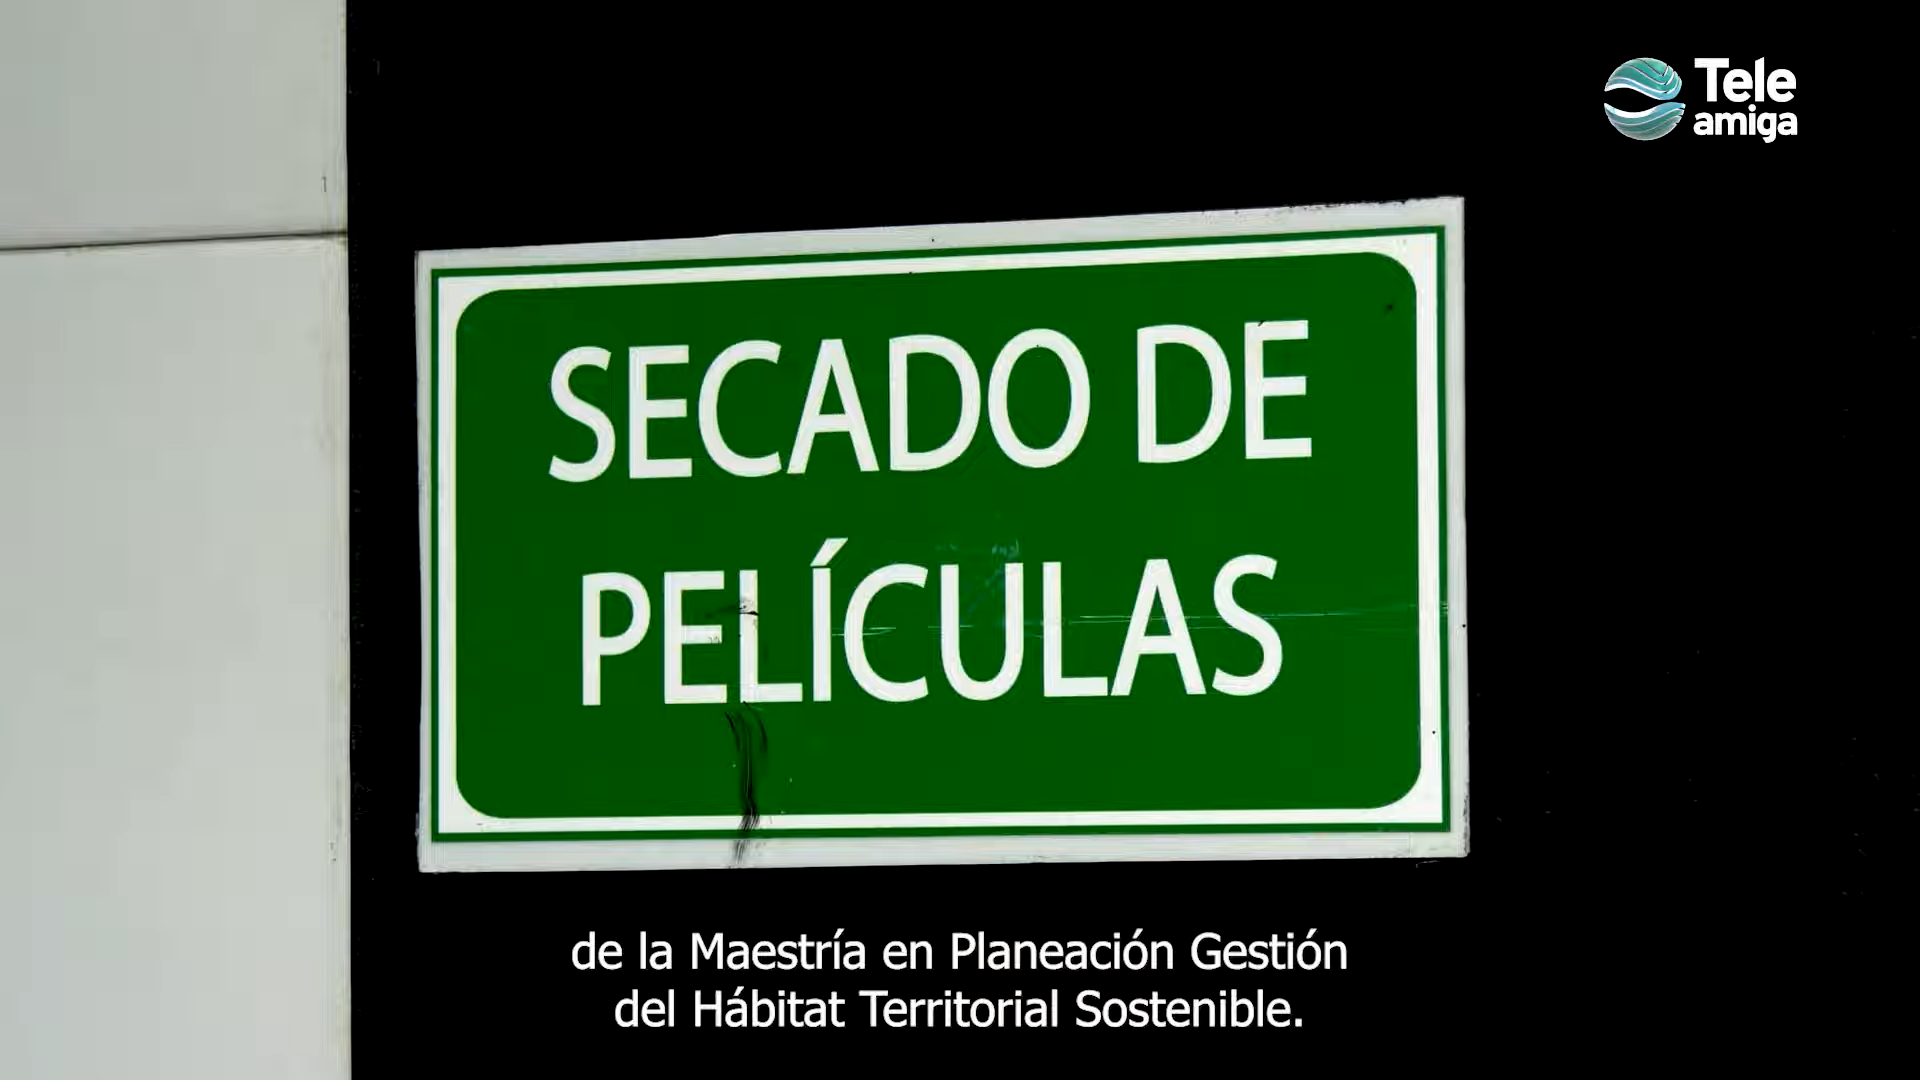 Tele
amiga
SECADO DE
PELÍCULAS
de la Maestría en Planeación Gestión
del Hábitat Territorial Sostenible.